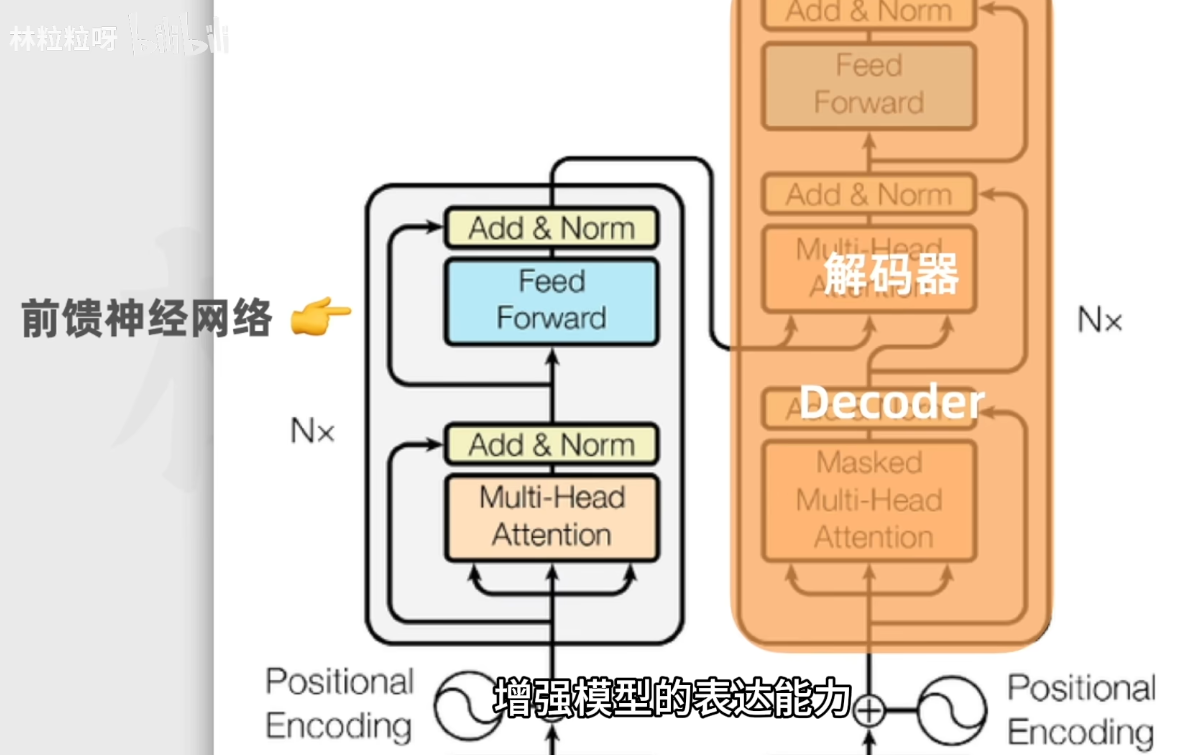 林粒粒呀 bilibili
Add & Norm
Feed
Forward
Add & Norm
Multi-Head
Attention
解码器
Add & Norm
Decoder
Masked
Multi-Head
Attention
Nx
Add & Norm
Feed
Forward
前馈神经网络 👉
Nx
Add & Norm
Multi-Head
Attention
Positional
Encoding
增强模型的表达能力
Positional
Encoding